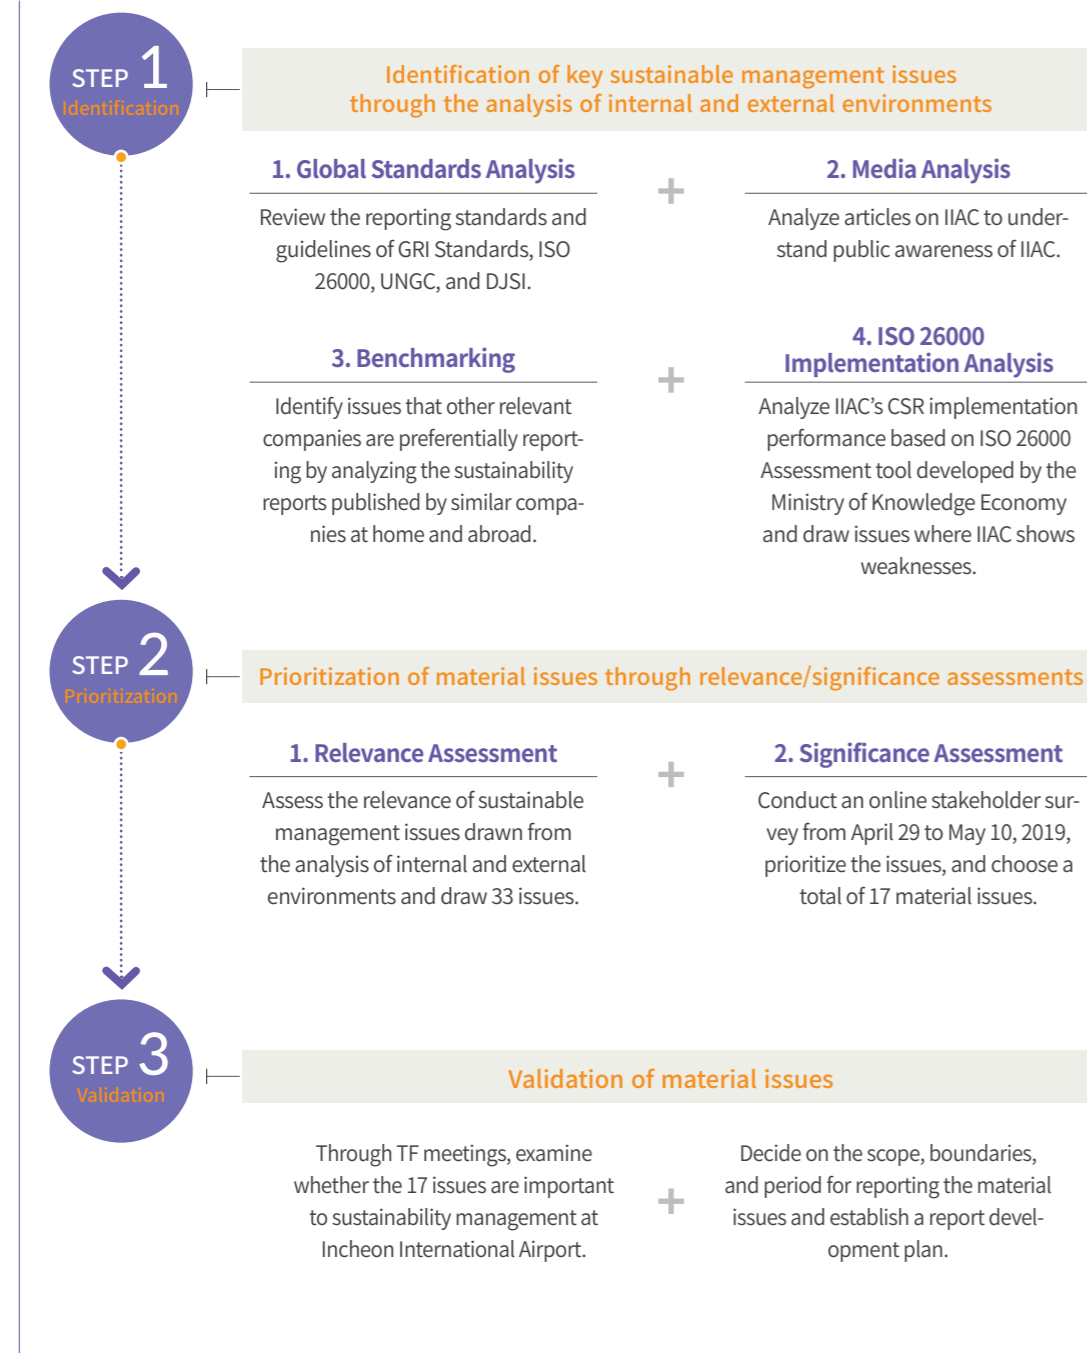 STEP 1
Identification
Identification of key sustainable management issues
through the analysis of internal and external environments
1. Global Standards Analysis
Review the reporting standards and
guidelines of GRI Standards, ISO
26000, UNGC, and DJSI.
+
2. Media Analysis
Analyze articles on IIAC to under-
stand public awareness of IIAC.
3. Benchmarking
Identify issues that other relevant
companies are preferentially report-
ing by analyzing the sustainability
reports published by similar compa-
nies at home and abroad.
+
4. ISO 26000
Implementation Analysis
Analyze IIAC’s CSR implementation
performance based on ISO 26000
Assessment tool developed by the
Ministry of Knowledge Economy
and draw issues where IIAC shows
weaknesses.
STEP 2
Prioritization
Prioritization of material issues through relevance/significance assessments
1. Relevance Assessment
Assess the relevance of sustainable
management issues drawn from
the analysis of internal and external
environments and draw 33 issues.
+
2. Significance Assessment
Conduct an online stakeholder sur-
vey from April 29 to May 10, 2019,
prioritize the issues, and choose a
total of 17 material issues.
STEP 3
Validation
Validation of material issues
Through TF meetings, examine
whether the 17 issues are important
to sustainability management at
Incheon International Airport.
+
Decide on the scope, boundaries,
and period for reporting the material
issues and establish a report devel-
opment plan.